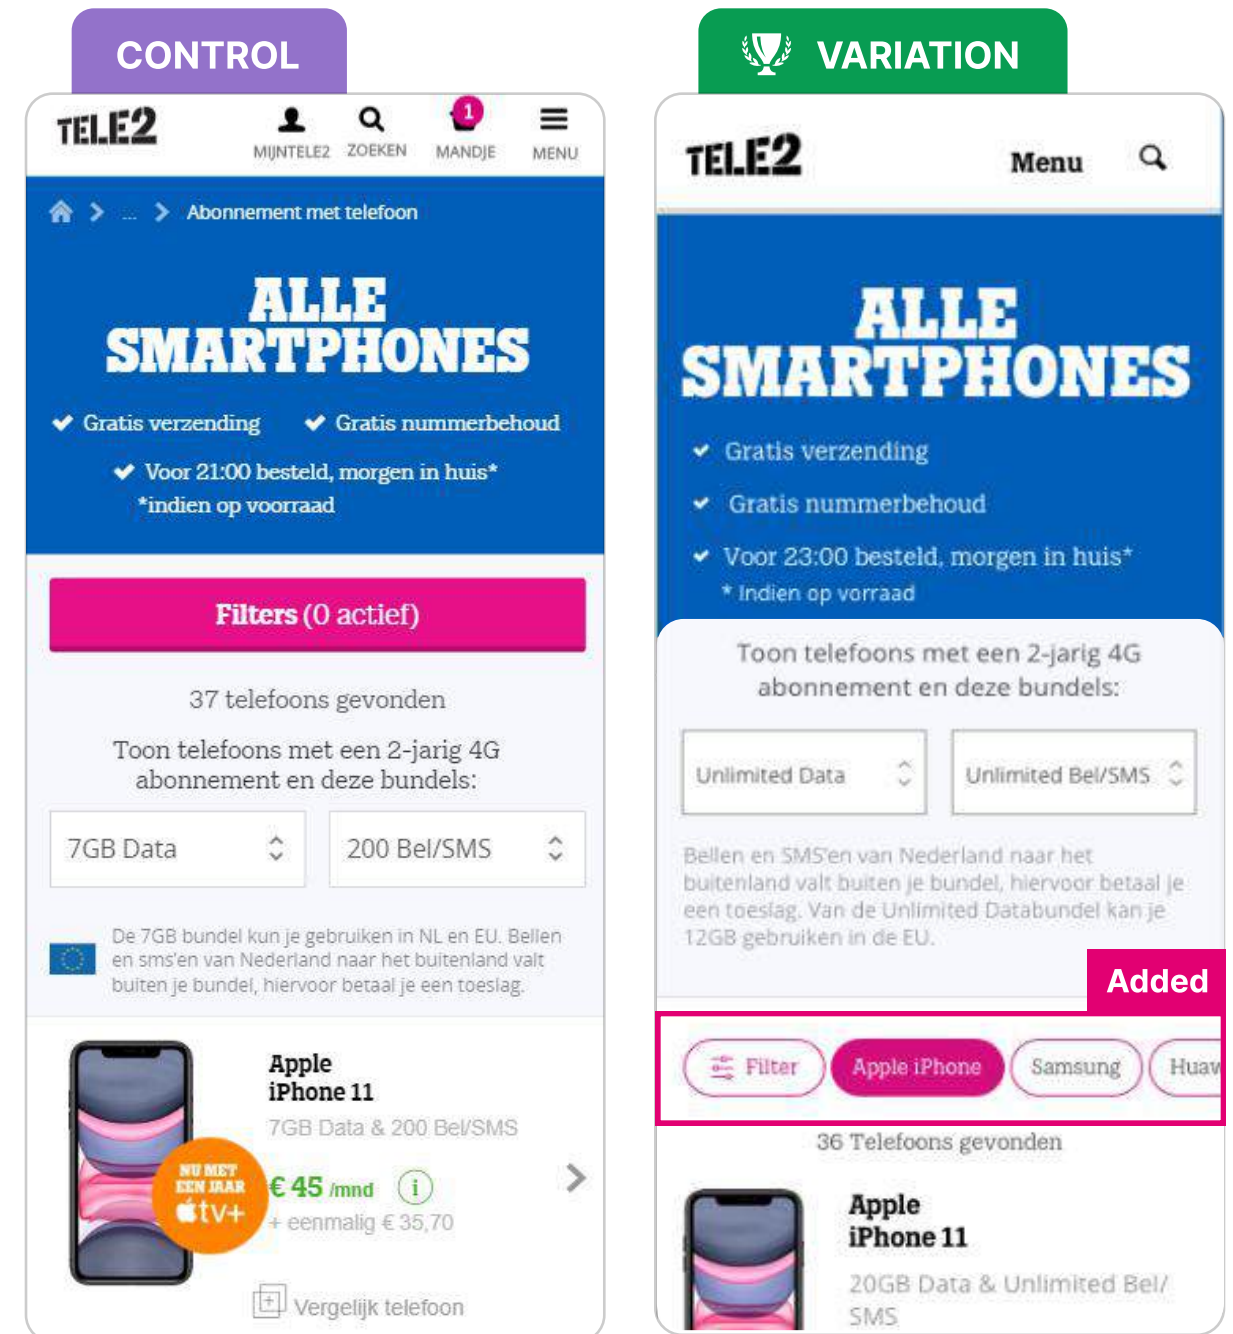 CONTROL
TELE2
MIJNTELE2
ZOEKEN
1
MANDJE
MENU
... Abonnement met telefoon
ALLE
SMARTPHONES
Gratis verzending
Gratis nummerbehoud
Voor 21:00 besteld, morgen in huis*
*indien op voorraad
Filters (0 actief)
37 telefoons gevonden
Toon telefoons met een 2-jarig 4G
abonnement en deze bundels:
7GB Data
200 Bel/SMS
De 7GB bundel kun je gebruiken in NL en EU. Bellen
en sms'en van Nederland naar het buitenland valt
buiten je bundel, hiervoor betaal je een toeslag.
NU MET
EEN JAAR
tv+
Apple
iPhone 11
7GB Data & 200 Bel/SMS
€ 45 /mnd i
+ eenmalig € 35,70
Vergelijk telefoon
VARIATION
TELE2
Menu
ALLE
SMARTPHONES
Gratis verzending
Gratis nummerbehoud
Voor 23:00 besteld, morgen in huis*
* Indien op vorraad
Toon telefoons met een 2-jarig 4G
abonnement en deze bundels:
Unlimited Data
Unlimited Bel/SMS
Bellen en SMS'en van Nederland naar het
buitenland valt buiten je bundel, hiervoor betaal je
een toeslag. Van de Unlimited Databundel kan je
12GB gebruiken in de EU.
Added
Filter
Apple iPhone
Samsung
Huaw
36 Telefoons gevonden
Apple
iPhone 11
20GB Data & Unlimited Bel/
SMS